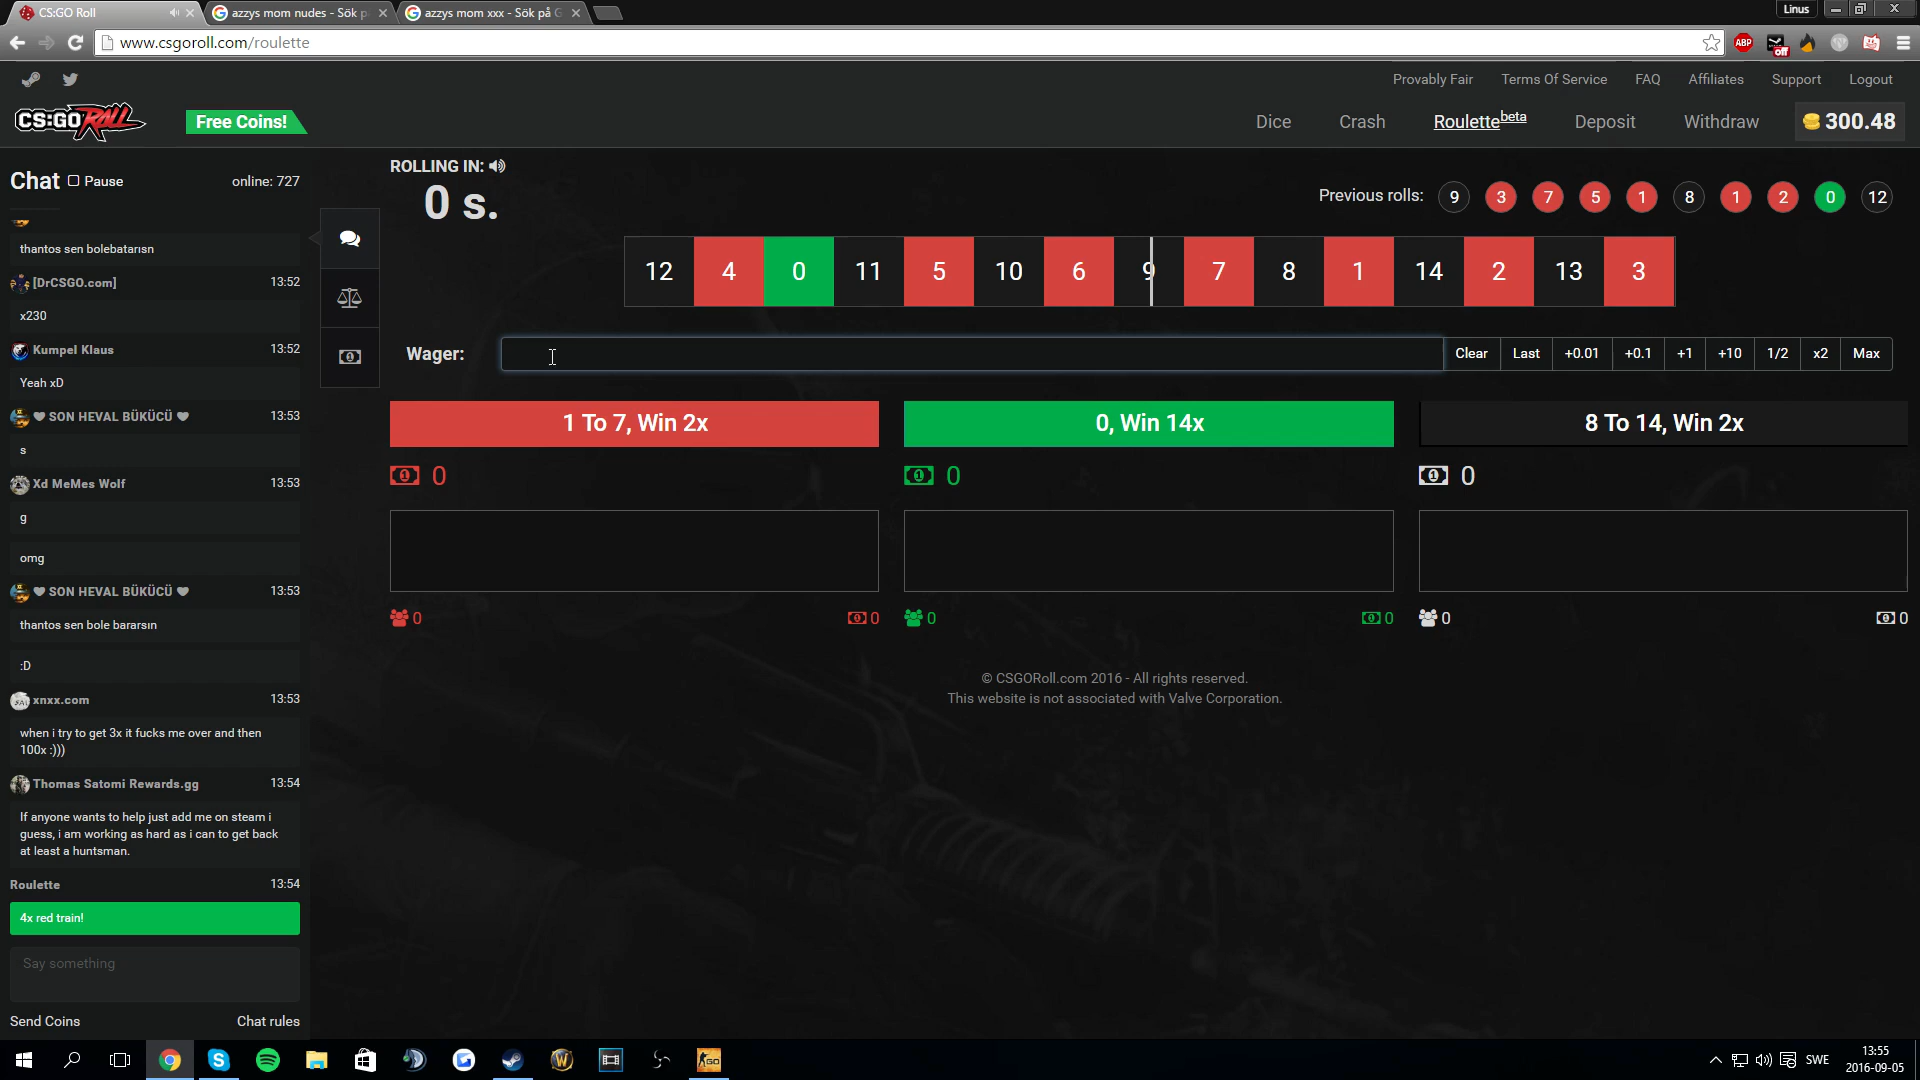 CS:GO Roll
azzys mom nudes - Sök p
azzys mom xxx - Sök på G
Linus
www.csgoroll.com/roulette
ABP
off
Provably Fair
Terms Of Service
FAQ
Affiliates
Support
Logout
CS:GO ROLL
Free Coins!
Dice
Crash
Roulette beta
Deposit
Withdraw
300.48
Chat
Pause
online: 727
ROLLING IN:
0 s.
Previous rolls:
9 3 7 5 1 8 1 2 0 12
12 4 0 11 5 10 6 9 7 8 1 14 2 13 3
Wager:
Clear
Last
+0.01
+0.1
+1
+10
1/2
x2
Max
1 To 7, Win 2x
0, Win 14x
8 To 14, Win 2x
0
0
0
0
0
0
0
0
0
© CSGORoll.com 2016 - All rights reserved.
This website is not associated with Valve Corporation.
thantos sen bolebatarısn
[DrCSGO.com] 13:52
x230
Kumpel Klaus 13:52
Yeah xD
SON HEVAL BÜKÜCÜ 13:53
s
Xd MeMes Wolf 13:53
g
omg
SON HEVAL BÜKÜCÜ 13:53
thantos sen bole bararsın
:D
xnxx.com 13:53
when i try to get 3x it fucks me over and then
100x :)))
Thomas Satomi Rewards.gg 13:54
If anyone wants to help just add me on steam i
guess, i am working as hard as i can to get back
at least a huntsman.
Roulette 13:54
4x red train!
Say something
Send Coins
Chat rules
SWE
13:55
2016-09-05